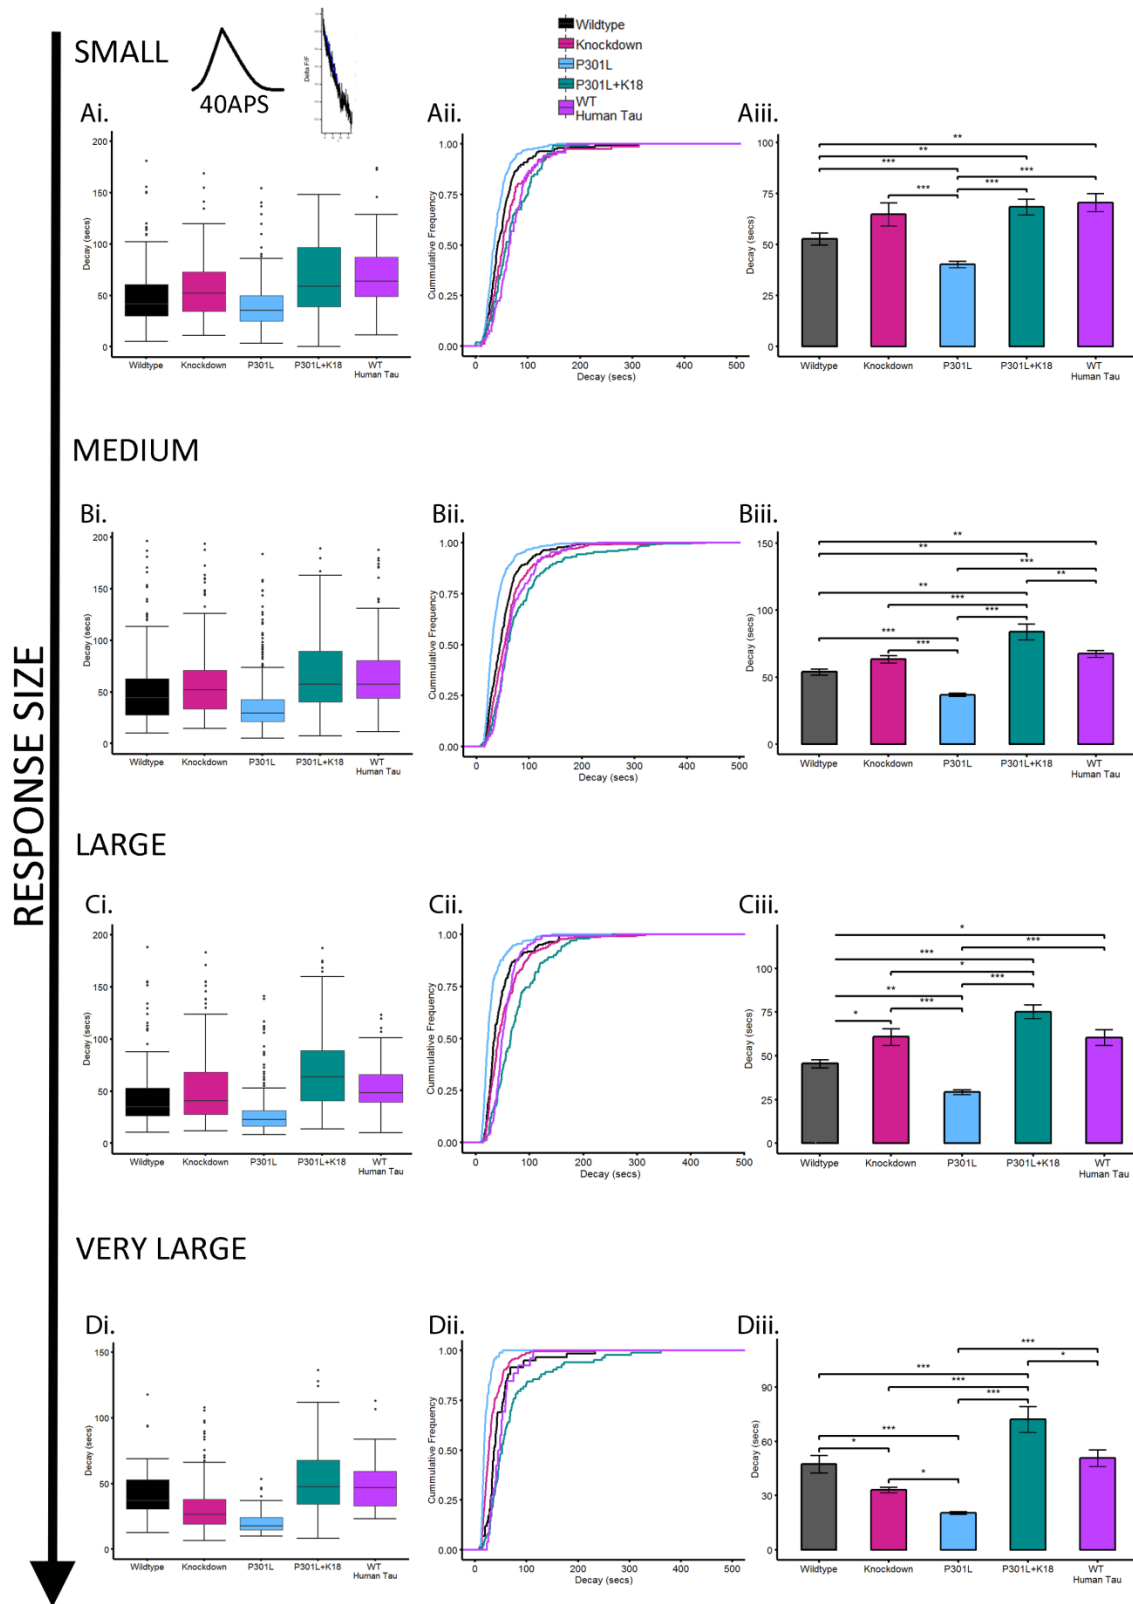 SMALL
40APS
Delta F/F
Wildtype
Knockdown
P301L
P301L+K18
WT
Human Tau
RESPONSE SIZE
Ai.
200
150
100
50
0
Decay (secs)
Wildtype
Knockdown
P301L
P301L+K18
WT
Human Tau
Aii.
1.00
0.75
0.50
0.25
0.00
Cummulative Frequency
0
100
200
300
400
500
Decay (secs)
Aiii.
**
**
***
***
***
***
100
75
50
25
0
Decay (secs)
Wildtype
Knockdown
P301L
P301L+K18
WT
Human Tau
MEDIUM
Bi.
200
150
100
50
0
Decay (secs)
Wildtype
Knockdown
P301L
P301L+K18
WT
Human Tau
Bii.
1.00
0.75
0.50
0.25
0.00
Cummulative Frequency
0
100
200
300
400
500
Decay (secs)
Biii.
**
**
***
**
**
***
***
***
***
150
100
50
0
Decay (secs)
Wildtype
Knockdown
P301L
P301L+K18
WT
Human Tau
LARGE
Ci.
200
150
100
50
0
Decay (secs)
Wildtype
Knockdown
P301L
P301L+K18
WT
Human Tau
Cii.
1.00
0.75
0.50
0.25
0.00
Cummulative Frequency
0
100
200
300
400
500
Decay (secs)
Ciii.
*
***
***
*
***
**
***
*
100
75
50
25
0
Decay (secs)
Wildtype
Knockdown
P301L
P301L+K18
WT
Human Tau
VERY LARGE
Di.
150
100
50
0
Decay (secs)
Wildtype
Knockdown
P301L
P301L+K18
WT
Human Tau
Dii.
1.00
0.75
0.50
0.25
0.00
Cummulative Frequency
0
100
200
300
400
500
Decay (secs)
Diii.
***
*
***
***
***
***
*
*
90
60
30
0
Decay (secs)
Wildtype
Knockdown
P301L
P301L+K18
WT
Human Tau